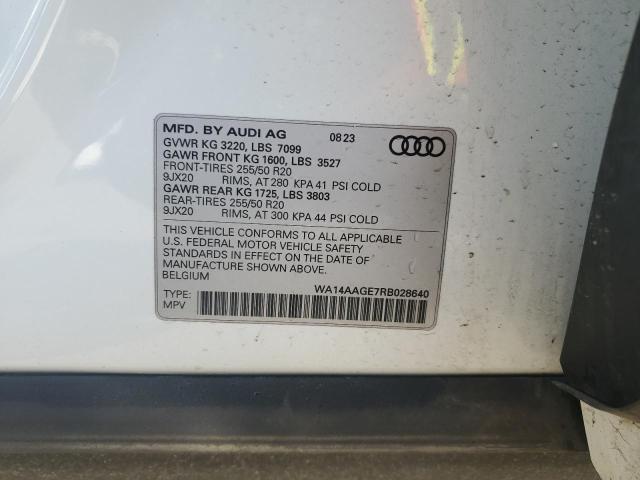 MFD. BY AUDI AG 0823
GVWR KG 3220, LBS 7099
GAWR FRONT KG 1600, LBS 3527
FRONT-TIRES 255/50 R20
9JX20 RIMS, AT 280 KPA 41 PSI COLD
GAWR REAR KG 1725, LBS 3803
REAR-TIRES 255/50 R20
9JX20 RIMS, AT 300 KPA 44 PSI COLD
THIS VEHICLE CONFORMS TO ALL APPLICABLE
U.S. FEDERAL MOTOR VEHICLE SAFETY
STANDARDS IN EFFECT ON THE DATE OF
MANUFACTURE SHOWN ABOVE.
BELGIUM
WA14AAGE7RB028640
TYPE:
MPV